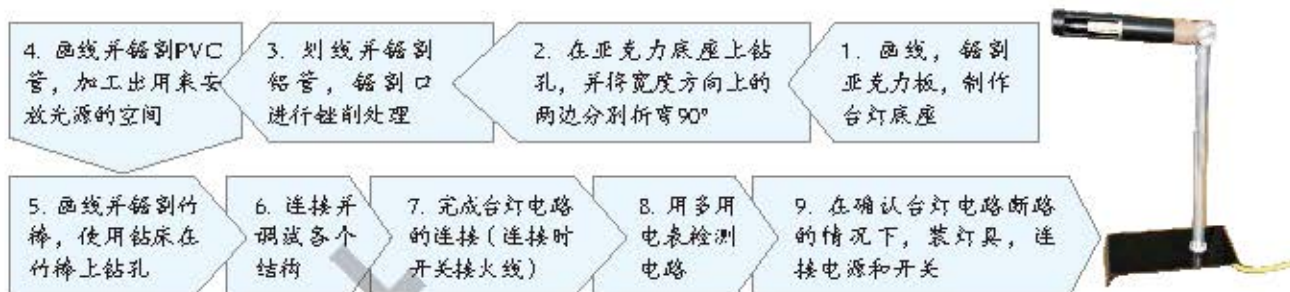 1. 画线，锯割
亚克力板，制作
台灯底座
2. 在亚克力底座上钻
孔，并将宽度方向上的
两边分别折弯90°
3. 划线并锯割
铝管，锯割口
进行锉削处理
4. 画线并锯割PVC
管，加工出用来安
放光源的空间
5. 画线并锯割竹
棒，使用钻床在
竹棒上钻孔
6. 连接并
调试各个
结构
7. 完成台灯电路
的连接（连接时
开关接火线）
8. 用多用
电表检测
电路
9. 在确认台灯电路断路
的情况下，装灯具，连
接电源和开关